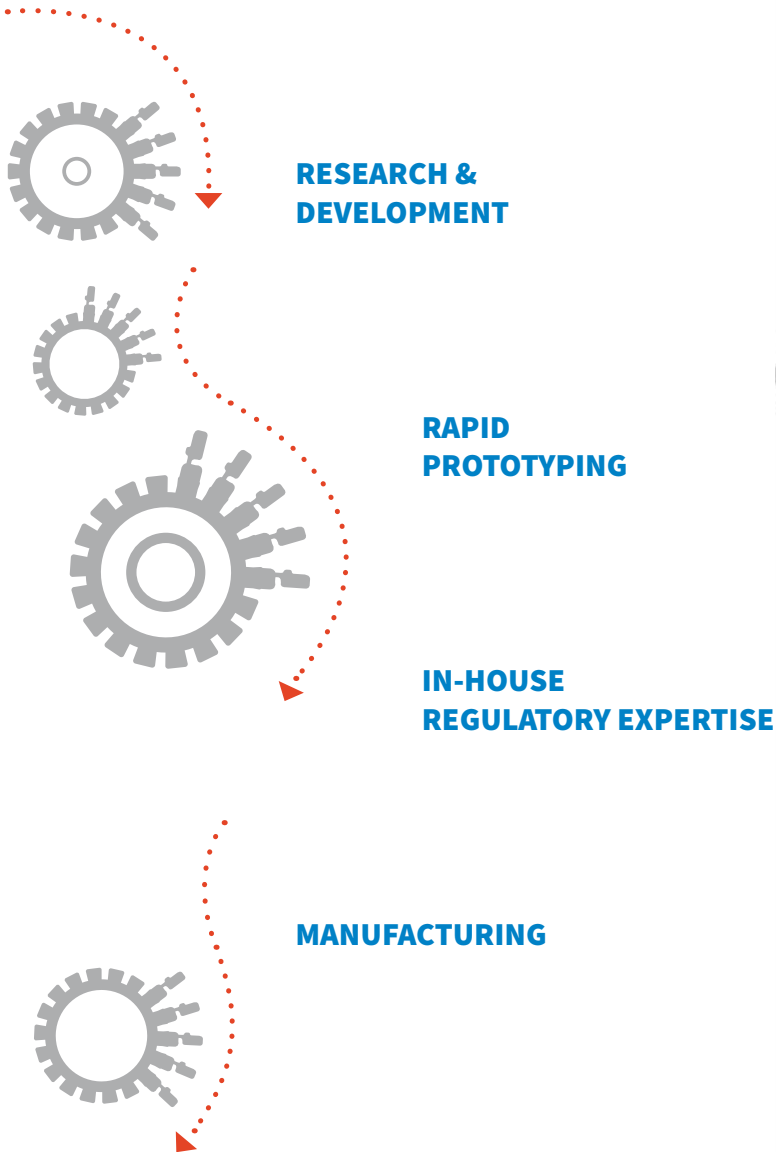 RESEARCH &
DEVELOPMENT
RAPID
PROTOTYPING
IN-HOUSE
REGULATORY EXPERTISE
MANUFACTURING